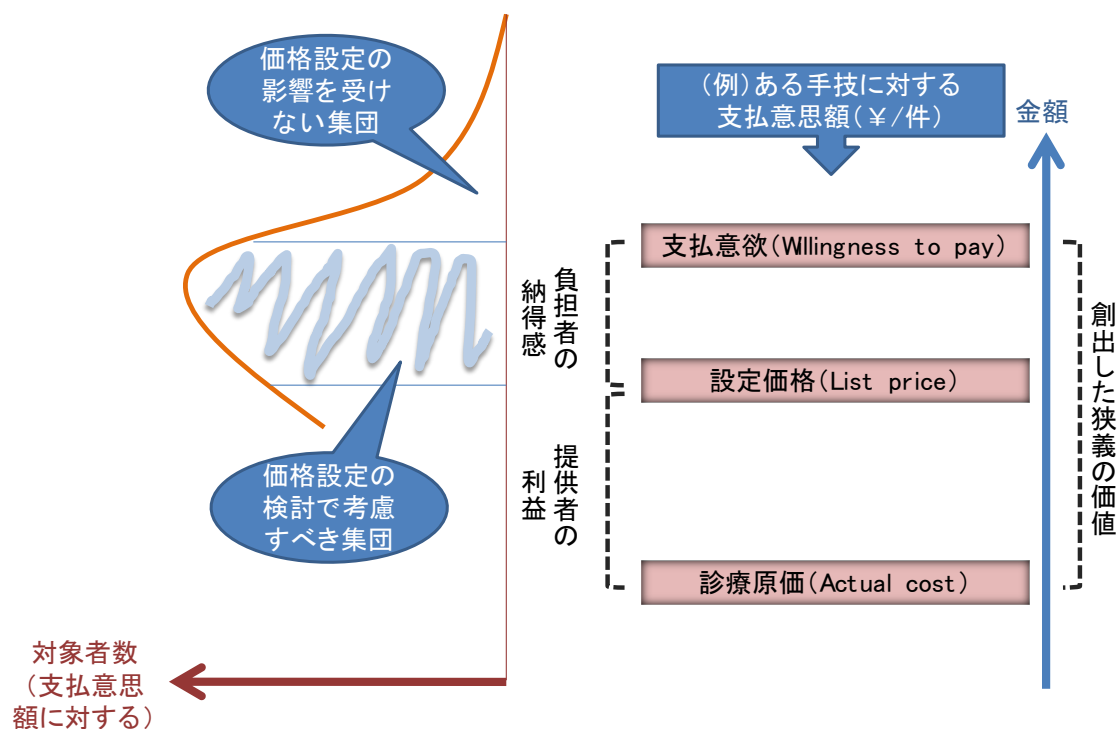 価格設定の
影響を受け
ない集団
(例)ある手技に対する
支払意思額(¥/件)
金額
支払意欲(Willingness to pay)
負担者の
納得感
設定価格(List price)
創出した狭義の価値
価格設定の
検討で考慮
すべき集団
提供者の
利益
診療原価(Actual cost)
対象者数
(支払意思
額に対する)